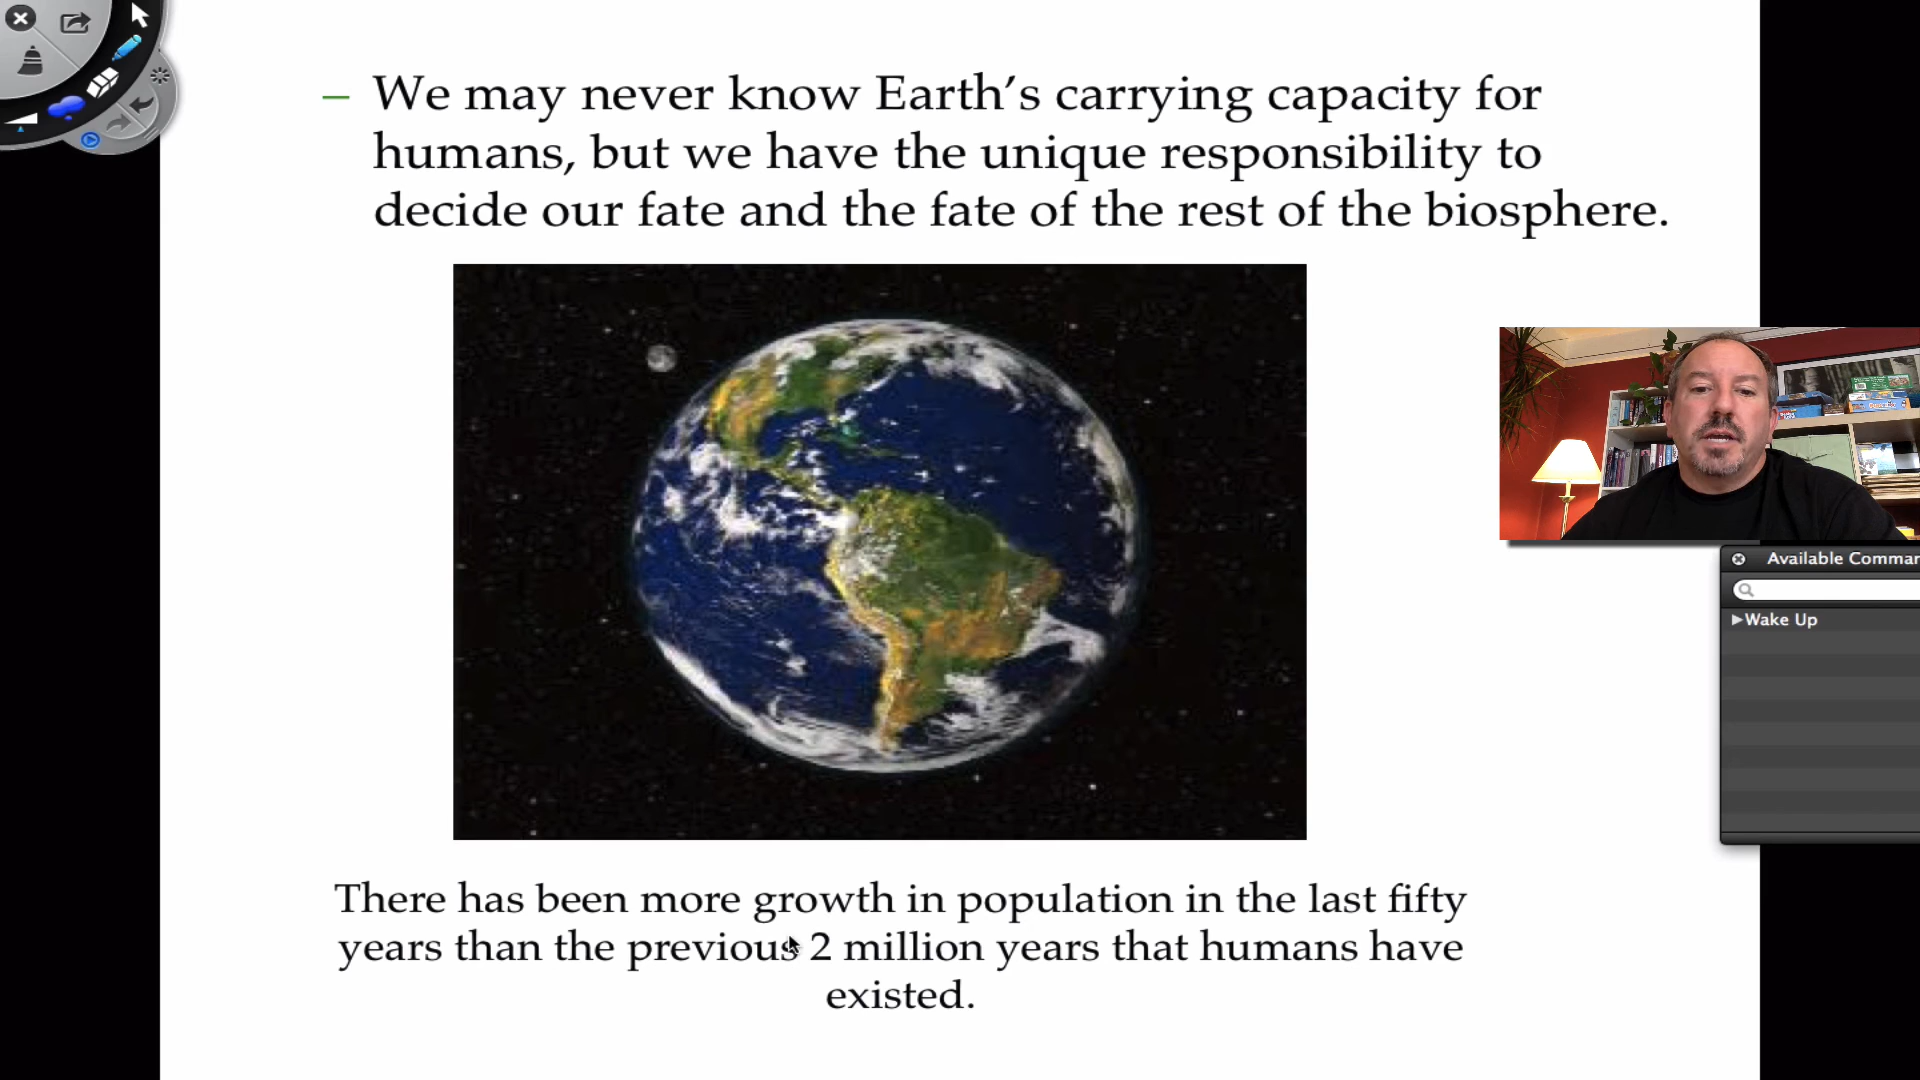 – We may never know Earth's carrying capacity for
humans, but we have the unique responsibility to
decide our fate and the fate of the rest of the biosphere.
There has been more growth in population in the last fifty
years than the previous 2 million years that humans have
existed.
Available Comman
Wake Up